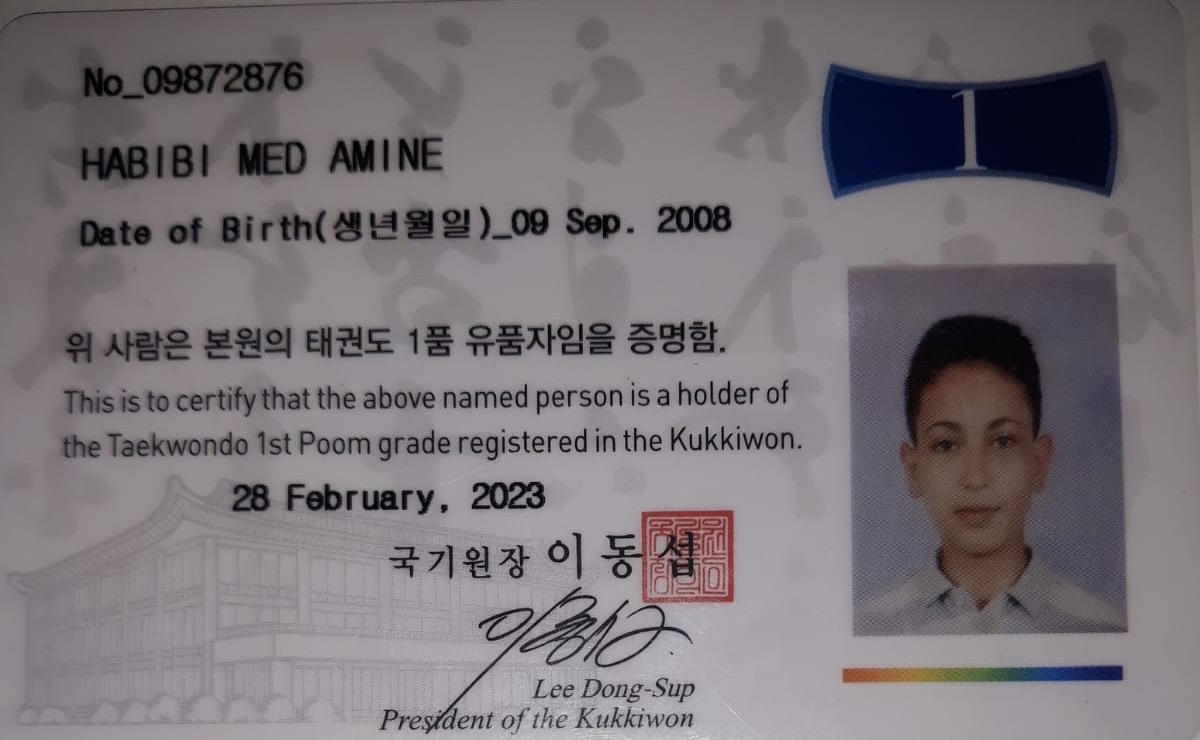 No_09872876
1
HABIBI MED AMINE
Date of Birth(생년월일)_09 Sep. 2008
위 사람은 본원의 태권도 1품 유품자임을 증명함.
This is to certify that the above named person is a holder of
the Taekwondo 1st Poom grade registered in the Kukkiwon.
28 February, 2023
국기원장 이동섭
Lee Dong-Sup
President of the Kukkiwon